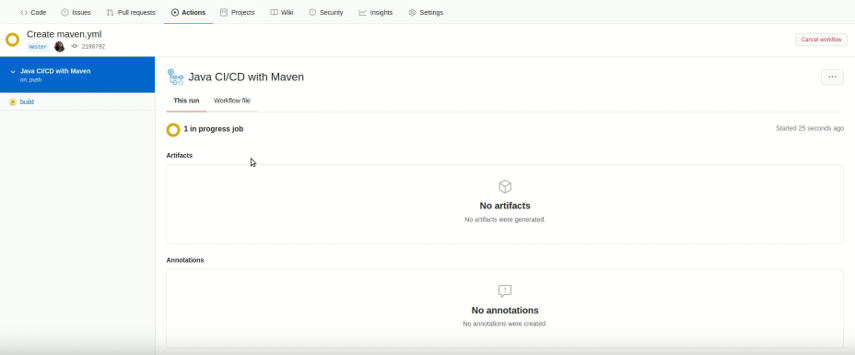 Code Issues Pull requests Actions Projects Wiki Security Insights Settings
Create maven.yml
master 2198792
Cancel workflow
Java CI/CD with Maven
on: push
build
Java CI/CD with Maven
This run Workflow file
1 in progress job
Started 25 seconds ago
Artifacts
No artifacts
No artifacts were generated.
Annotations
No annotations
No annotations were created.